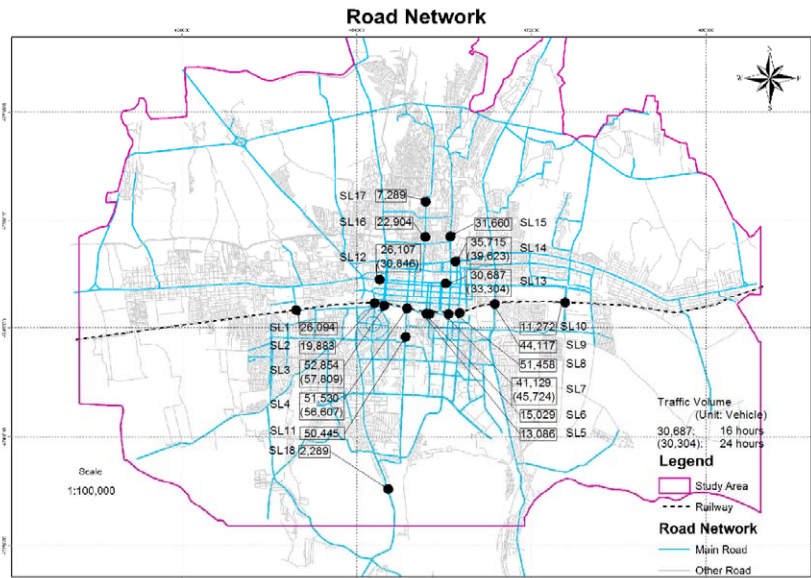 Road Network
N
W
E
S
SL17 7,289
SL16 22,904
31,660 SL15
SL12 26,107
(30,846)
35,715 SL14
(39,623)
30,687 SL13
(33,304)
SL1 26,094
SL2 19,883
SL3 52,854
(57,809)
SL4 51,530
(56,607)
SL11 50,445
SL18 2,289
11,272 SL10
44,117 SL9
51,458 SL8
41,129 SL7
(45,724)
15,029 SL6
13,086 SL5
Traffic Volume
(Unit: Vehicle)
30,687: 16 hours
(30,304): 24 hours
Scale
1:100,000
Legend
Study Area
Railway
Road Network
Main Road
Other Road